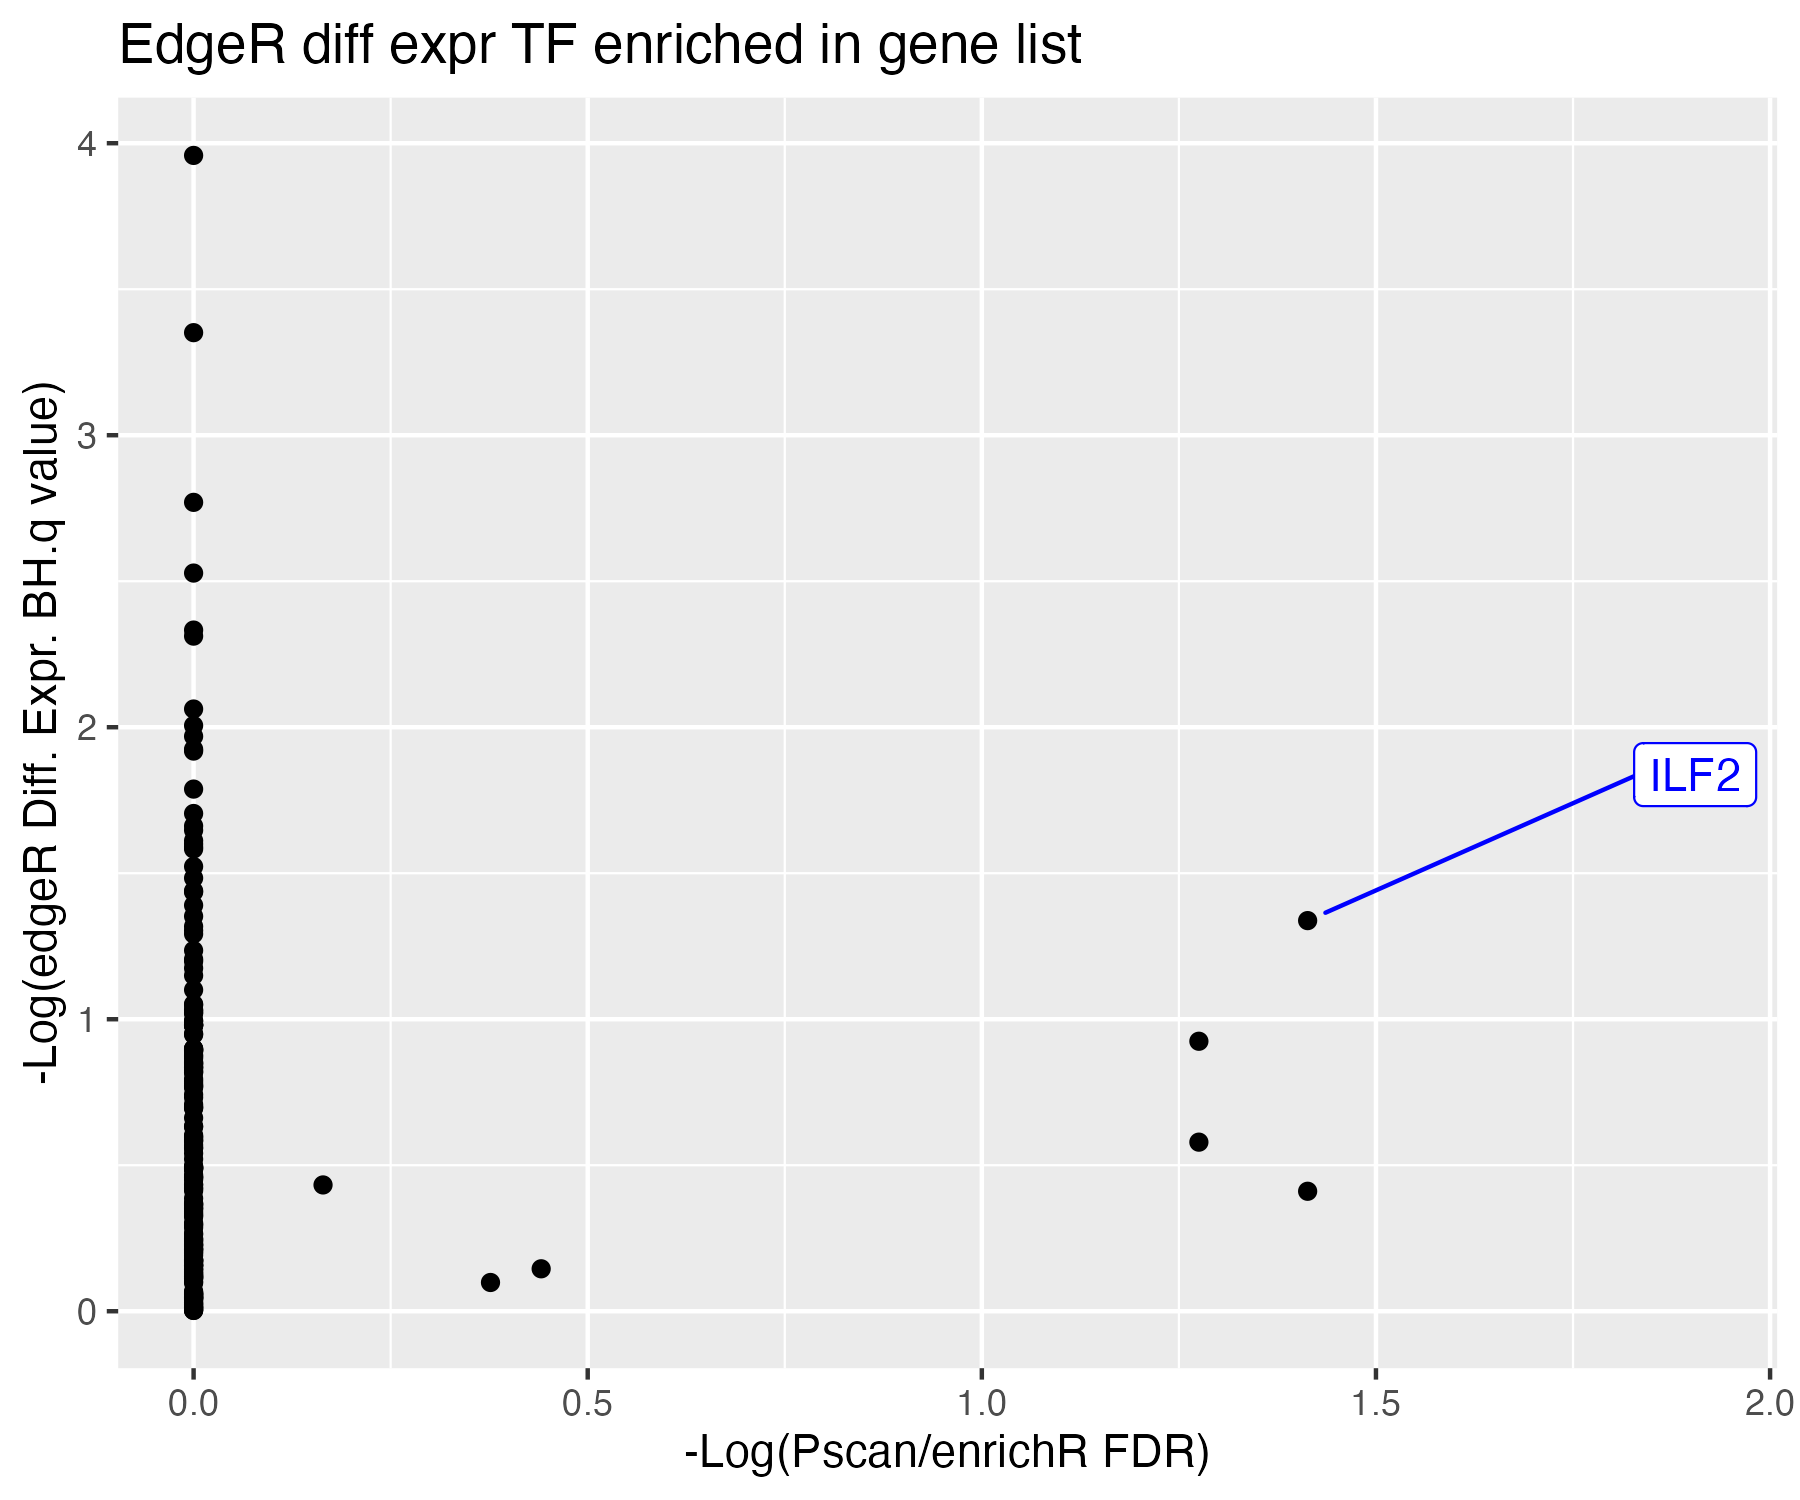 EdgeR diff expr TF enriched in gene list
-Log(edgeR Diff. Expr. BH.q value)
4
3
2
1
0
ILF2
0.0 0.5 1.0 1.5 2.0
-Log(Pscan/enrichR FDR)